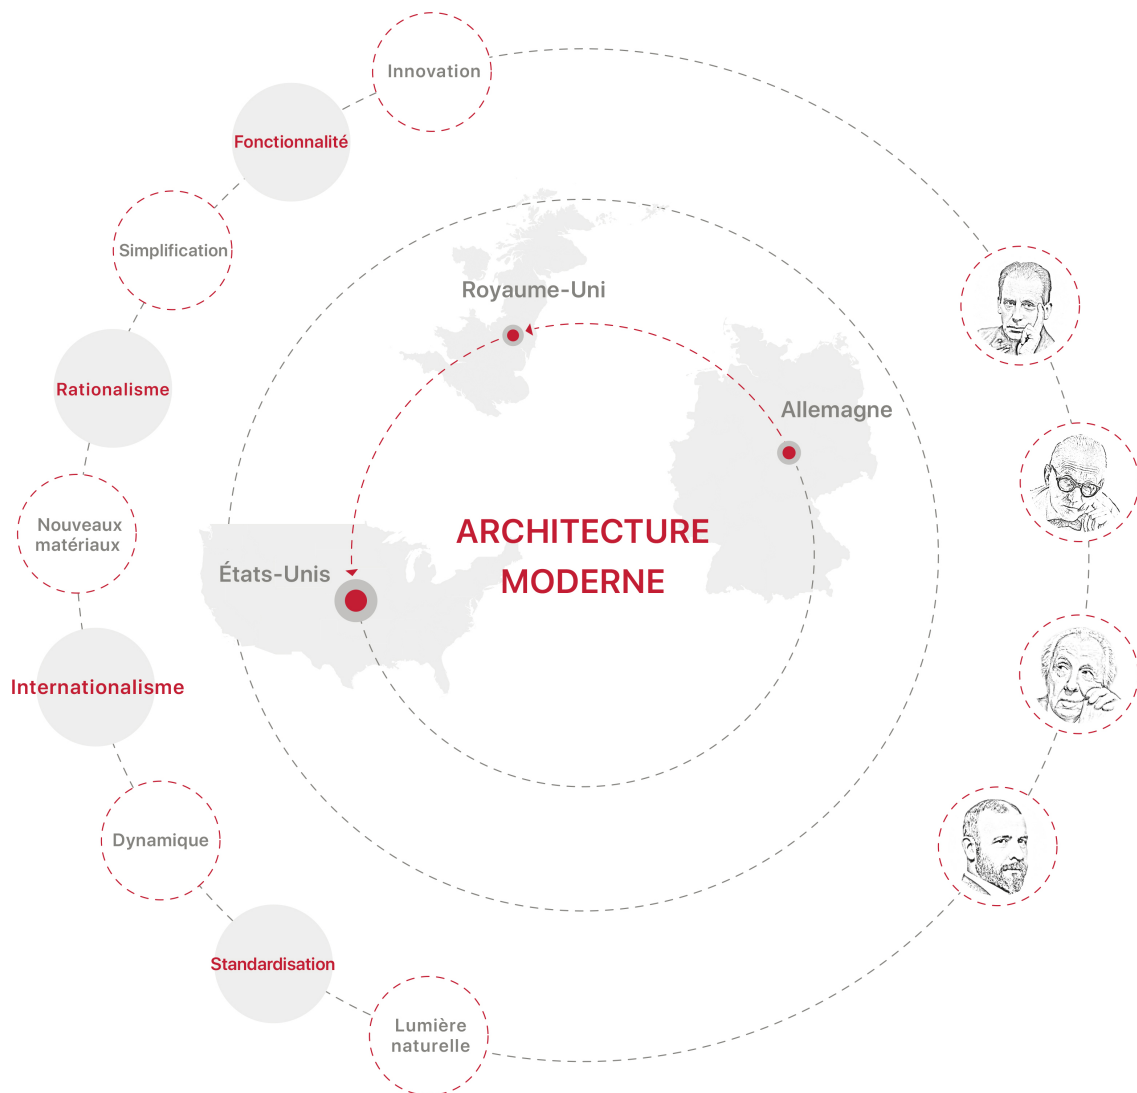 Innovation
Fonctionnalité
Simplification
Royaume-Uni
Rationalisme
Allemagne
Nouveaux
matériaux
ARCHITECTURE
MODERNE
États-Unis
Internationalisme
Dynamique
Standardisation
Lumière
naturelle